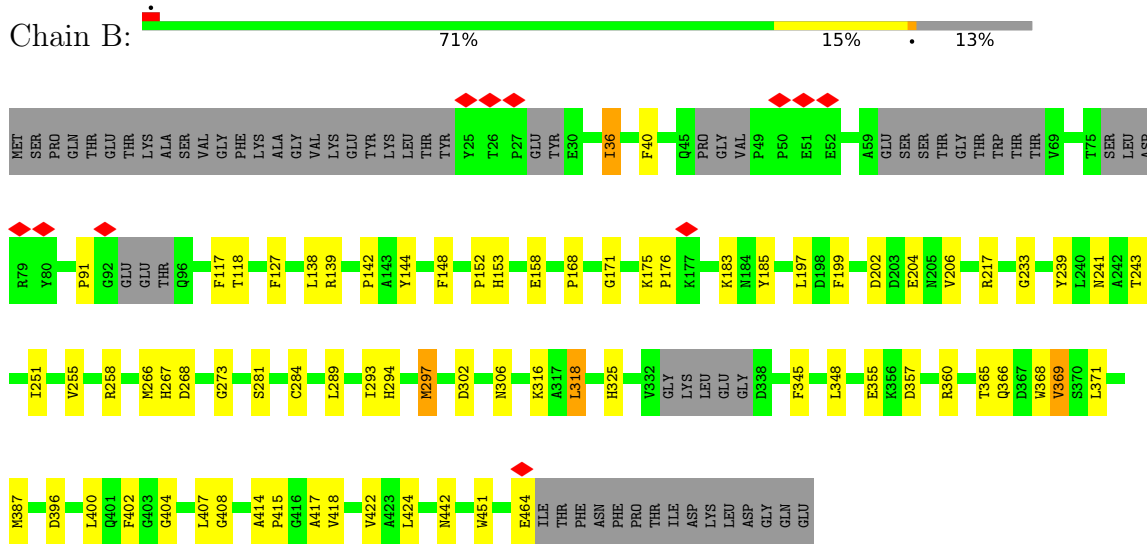 Chain B:
71% 15% • 13%
MET SER PRO GLN THR GLU THR LYS ALA SER VAL GLY PHE LYS ALA GLY VAL LYS GLU TYR LYS LEU THR TYR Y25 T26 P27 GLU TYR E30 I36 F40 Q45 PRO GLY VAL P49 P50 E51 E52 A59 GLU SER SER THR GLY THR TRP THR THR V69 T75 SER LEU ASP
R79 Y80 P91 G92 GLU GLU THR Q96 F117 T118 F127 L138 R139 P142 A143 Y144 F148 P152 H153 E158 P168 G171 K175 P176 K177 K183 N184 Y185 L197 D198 F199 D202 D203 E204 N205 V206 R217 G233 Y239 L240 N241 A242 T243
I251 V255 R258 M266 H267 D268 G273 S281 C284 L289 I293 H294 M297 D302 N306 K316 A317 L318 H325 V332 GLY LYS LEU GLU GLY D338 F345 L348 E355 K356 D357 R360 T365 Q366 D367 W368 V369 S370 L371
M387 D396 L400 Q401 F402 G403 G404 L407 G408 A414 P415 G416 A417 V418 V422 A423 L424 N442 W451 E464 ILE THR PHE ASN PHE PRO THR ILE ASP LYS LEU ASP GLY GLN GLU